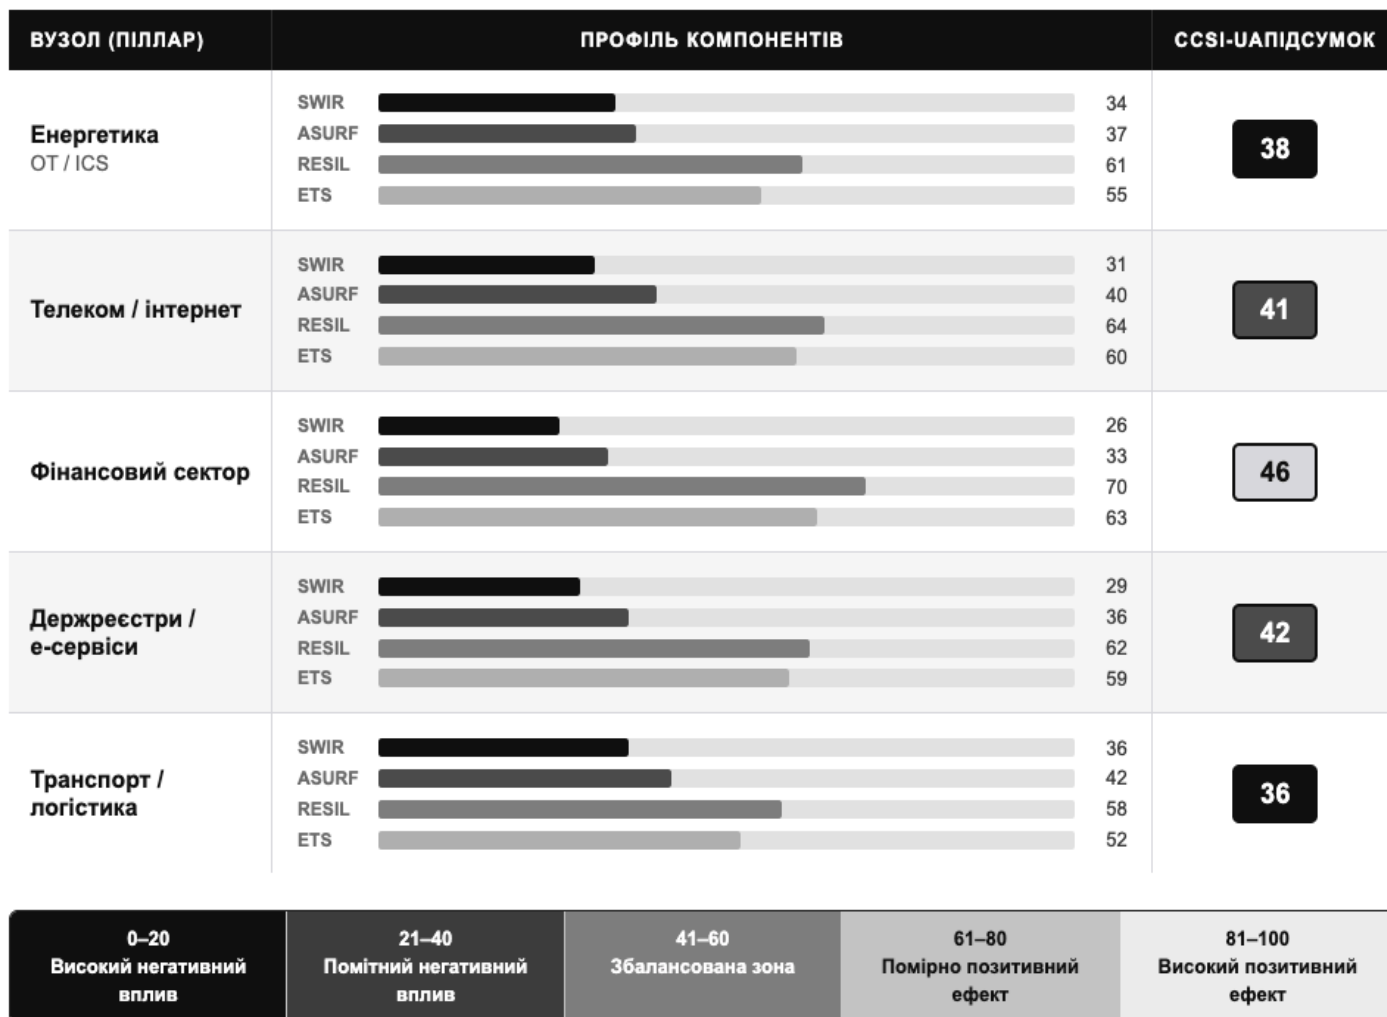 ВУЗОЛ (ПІЛЛАР) ПРОФІЛЬ КОМПОНЕНТІВ CCSI-UAПІДСУМОК
Енергетика
OT / ICS
SWIR 34
ASURF 37
RESIL 61
ETS 55
38
Телеком / інтернет
SWIR 31
ASURF 40
RESIL 64
ETS 60
41
Фінансовий сектор
SWIR 26
ASURF 33
RESIL 70
ETS 63
46
Держреєстри /
е-сервіси
SWIR 29
ASURF 36
RESIL 62
ETS 59
42
Транспорт /
логістика
SWIR 36
ASURF 42
RESIL 58
ETS 52
36
0–20
Високий негативний
вплив
21–40
Помітний негативний
вплив
41–60
Збалансована зона
61–80
Помірно позитивний
ефект
81–100
Високий позитивний
ефект